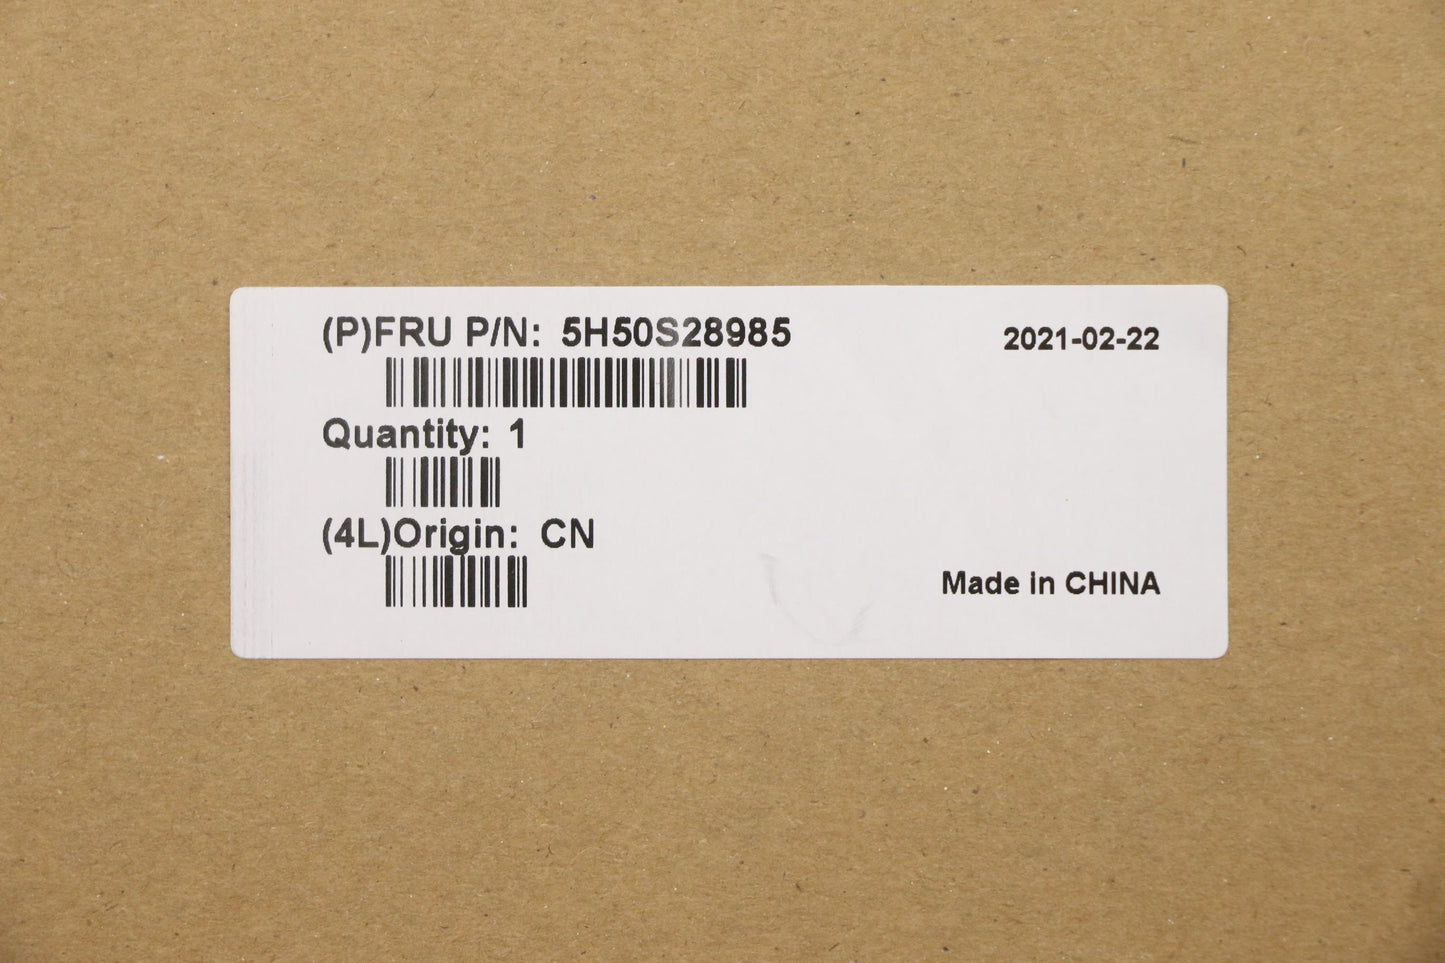 (P)FRU P/N: 5H50S28985
2021-02-22
Quantity: 1
(4L)Origin: CN
Made in CHINA